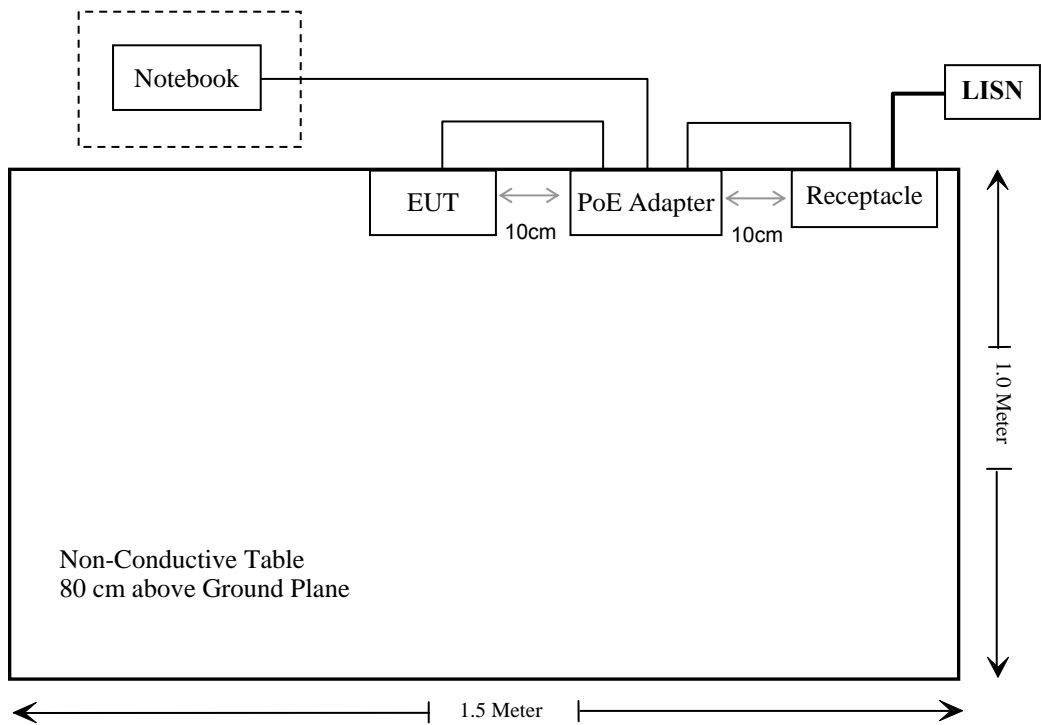 Notebook
LISN
EUT
PoE Adapter
Receptacle
10cm
10cm
1.0 Meter
Non-Conductive Table
80 cm above Ground Plane
1.5 Meter